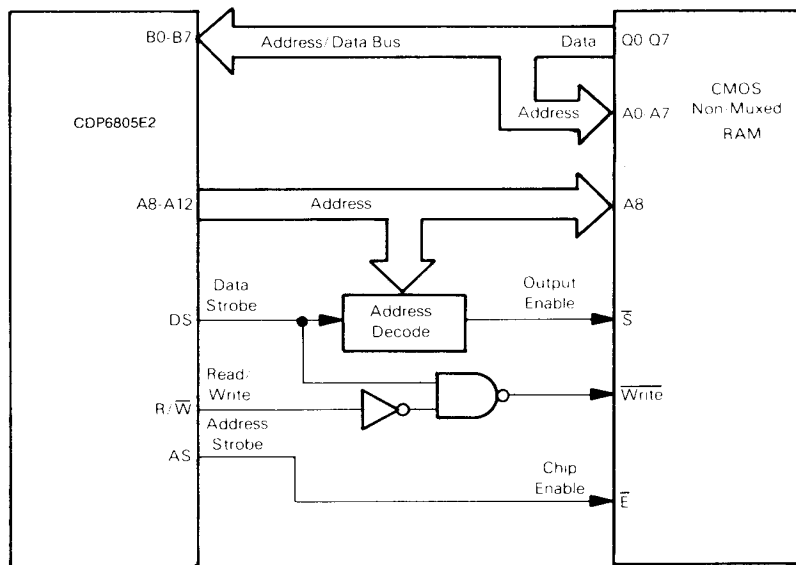 B0-B7
Address/Data Bus
Data
Q0 Q7
CDP6805E2
CMOS
Non-Muxed
RAM
Address
A0-A7
A8-A12
Address
A8
Data
Strobe
DS
Address
Decode
Output
Enable
S̅
Read/
Write
R/W̅
W̅r̅i̅t̅e̅
Address
Strobe
AS
Chip
Enable
E̅